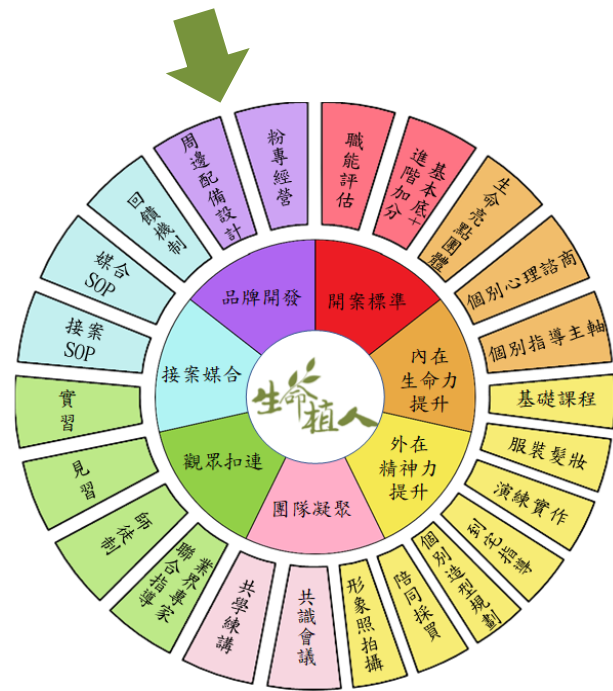 生命植人
開案標準
內在
生命力
提升
外在
精神力
提升
團隊凝聚
觀眾扣連
接案媒合
品牌開發
職能評估
基本底+
進階加分
生命亮點團體
個別心理諮商
個別指導主軸
基礎課程
服裝髮妝
演練實作
到宅指導
個別造型規劃
陪同採買
形象照拍攝
共識會議
共學練講
業界專家
聯合指導
師徒制
見習
實習
接案
SOP
媒合
SOP
回饋機制
周邊配備設計
粉專經營